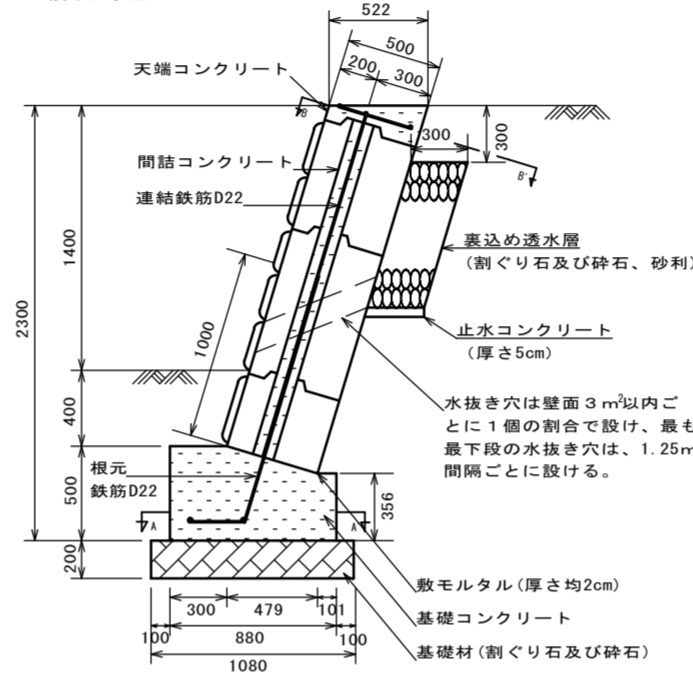 522
500
200
300
天端コンクリート
B
300
300
B'
間詰コンクリート
連結鉄筋D22
1400
裏込め透水層
(割ぐり石及び砕石、砂利)
2300
1000
止水コンクリート
(厚さ5cm)
水抜き穴は壁面３㎡以内ご
とに１個の割合で設け、最も
最下段の水抜き穴は、1.25m
間隔ごとに設ける。
400
根元
鉄筋D22
500
356
A
A
200
敷モルタル(厚さ均2cm)
300
479
101
基礎コンクリート
100
880
100
基礎材(割ぐり石及び砕石)
1080